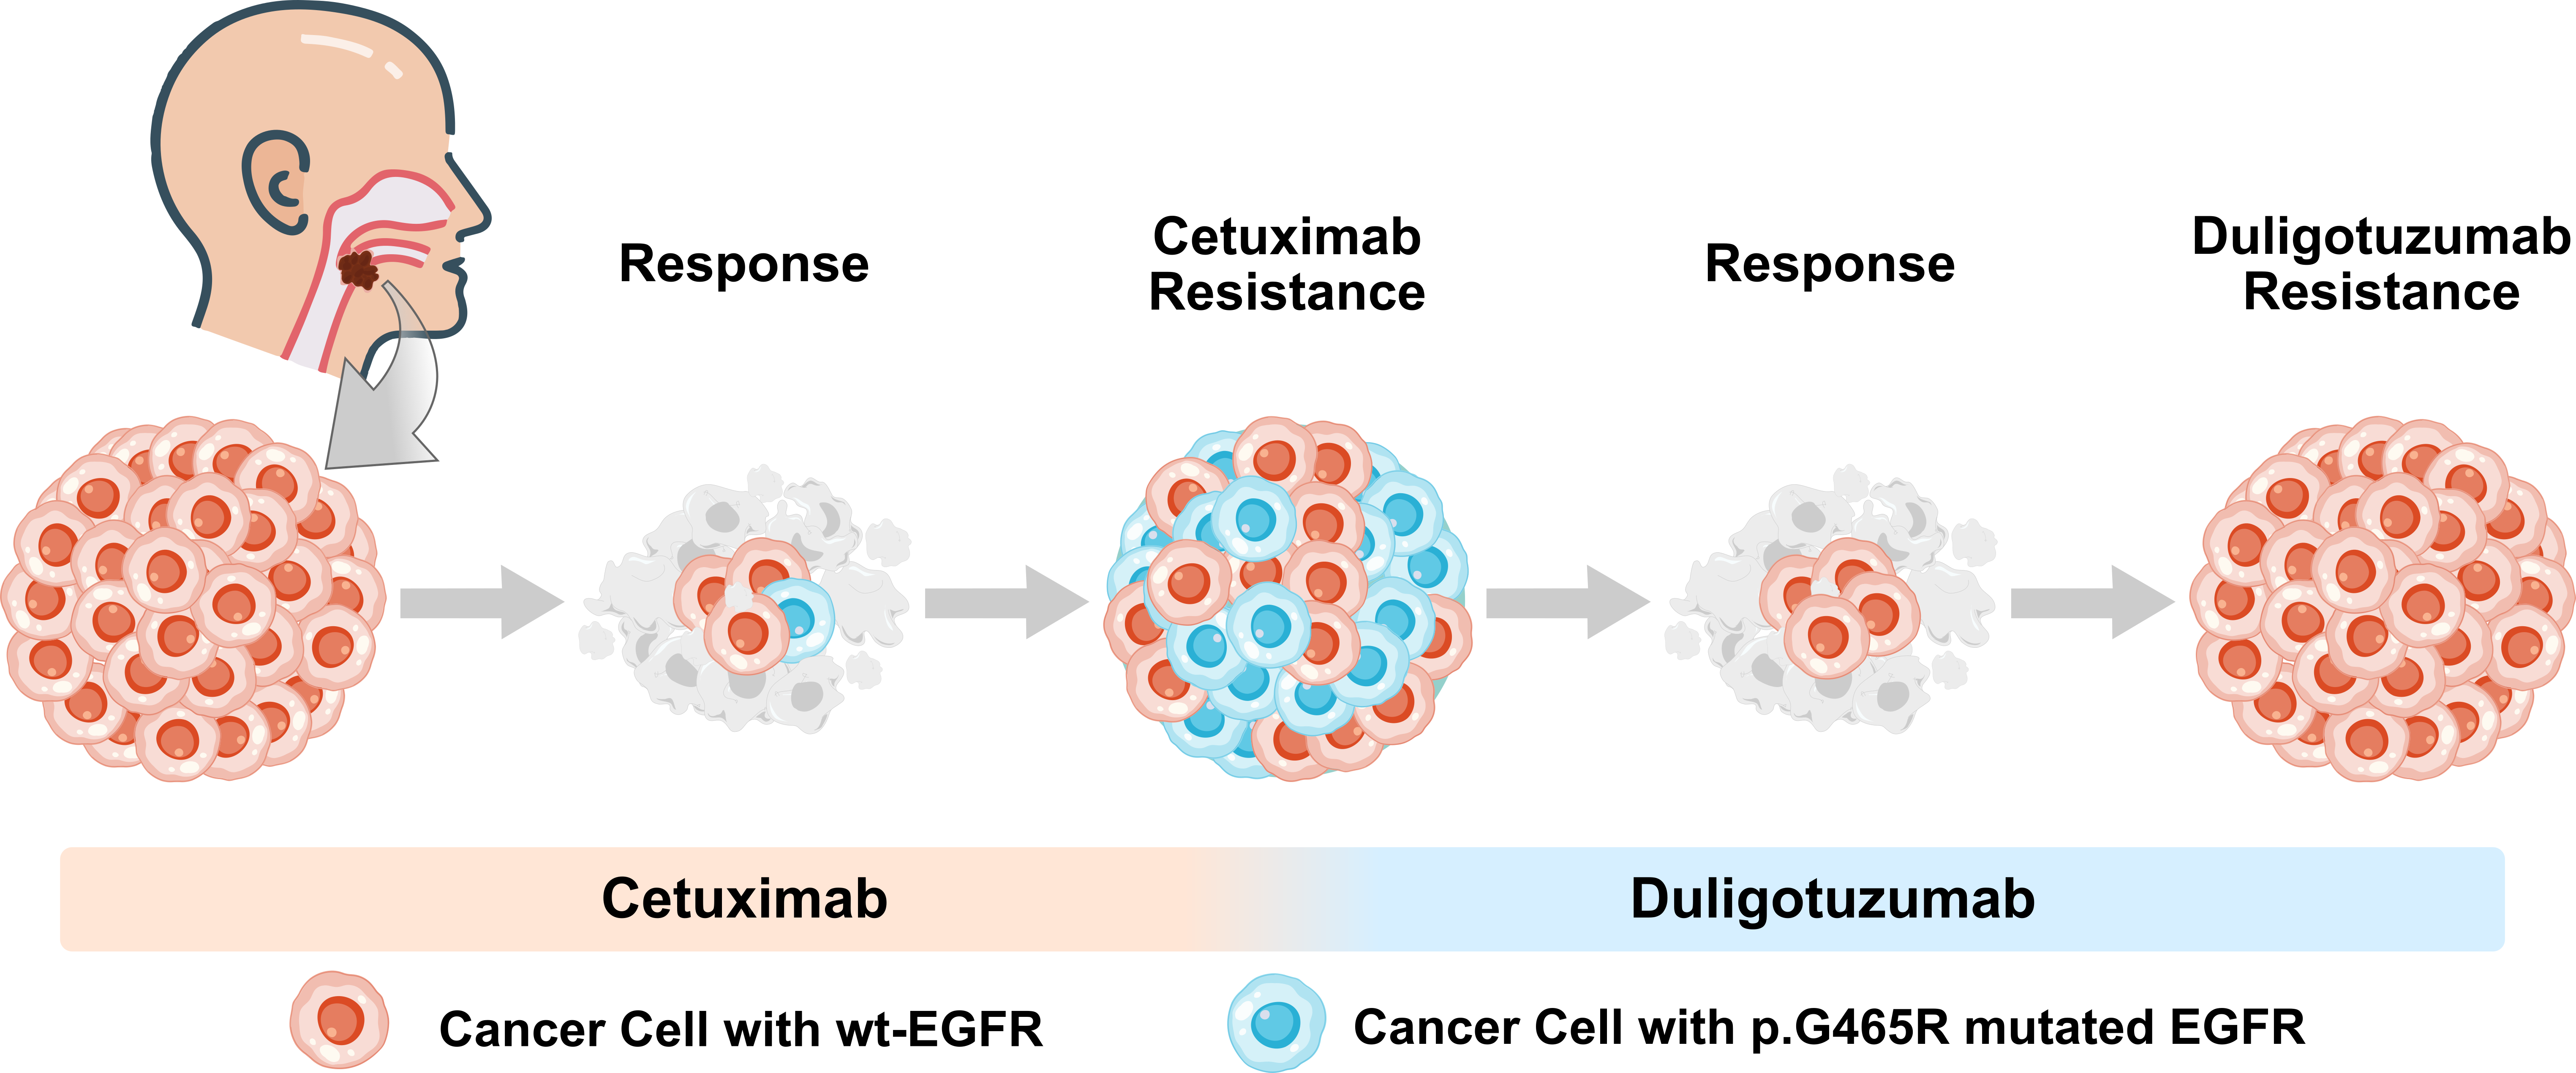 Response
Cetuximab
Resistance
Response
Duligotuzumab
Resistance
Cetuximab
Duligotuzumab
Cancer Cell with wt-EGFR
Cancer Cell with p.G465R mutated EGFR